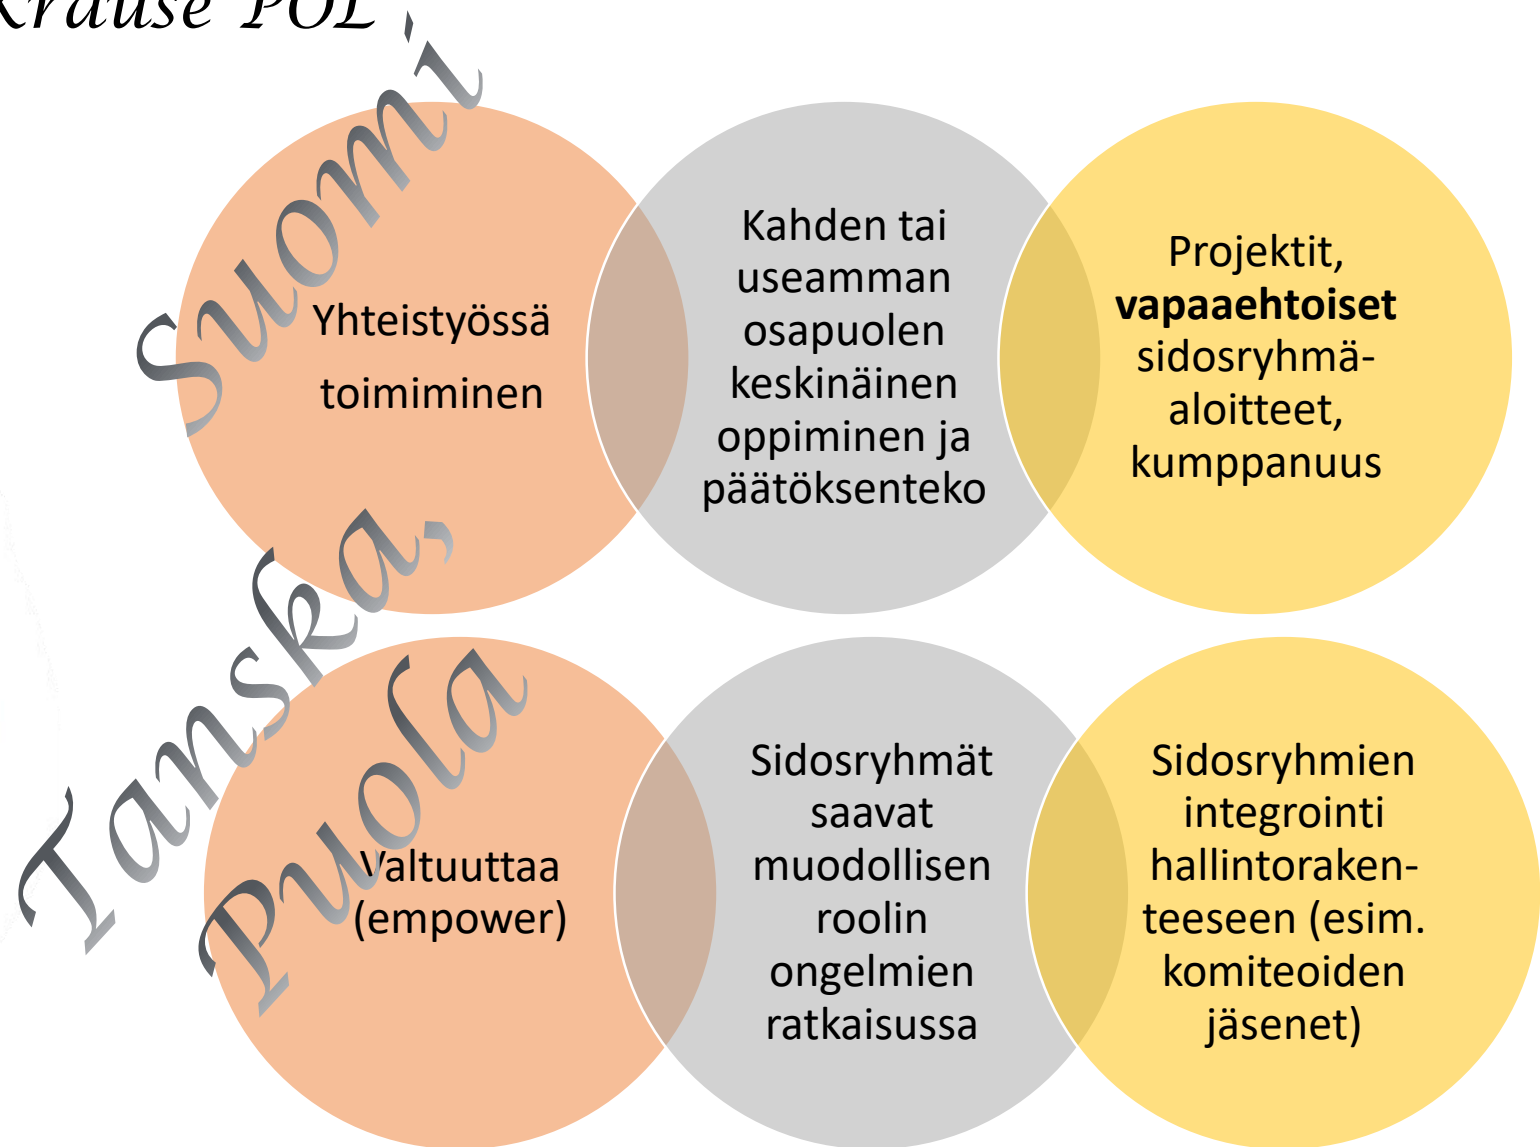 Krause POL
Suomi
Yhteistyössä
toimiminen
Kahden tai
useamman
osapuolen
keskinäinen
oppiminen ja
päätöksenteko
Projektit,
vapaaehtoiset
sidosryhmä-
aloitteet,
kumppanuus
Tanska,
Puola
Valtuuttaa
(empower)
Sidosryhmät
saavat
muodollisen
roolin
ongelmien
ratkaisussa
Sidosryhmien
integrointi
hallintoraken-
teeseen (esim.
komiteoiden
jäsenet)